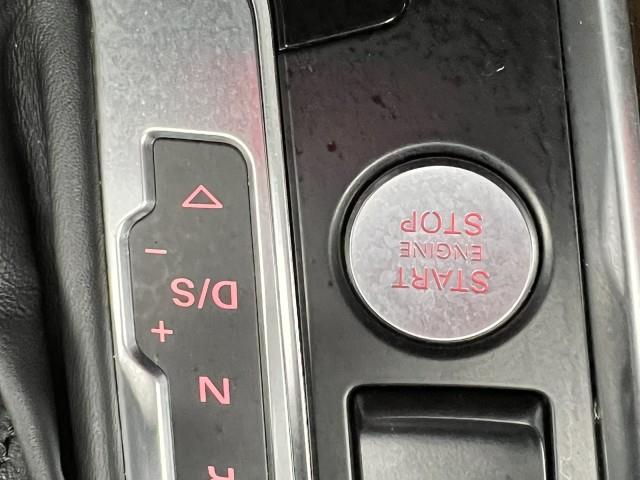 START
ENGINE
STOP
R
N
+
D/S
-